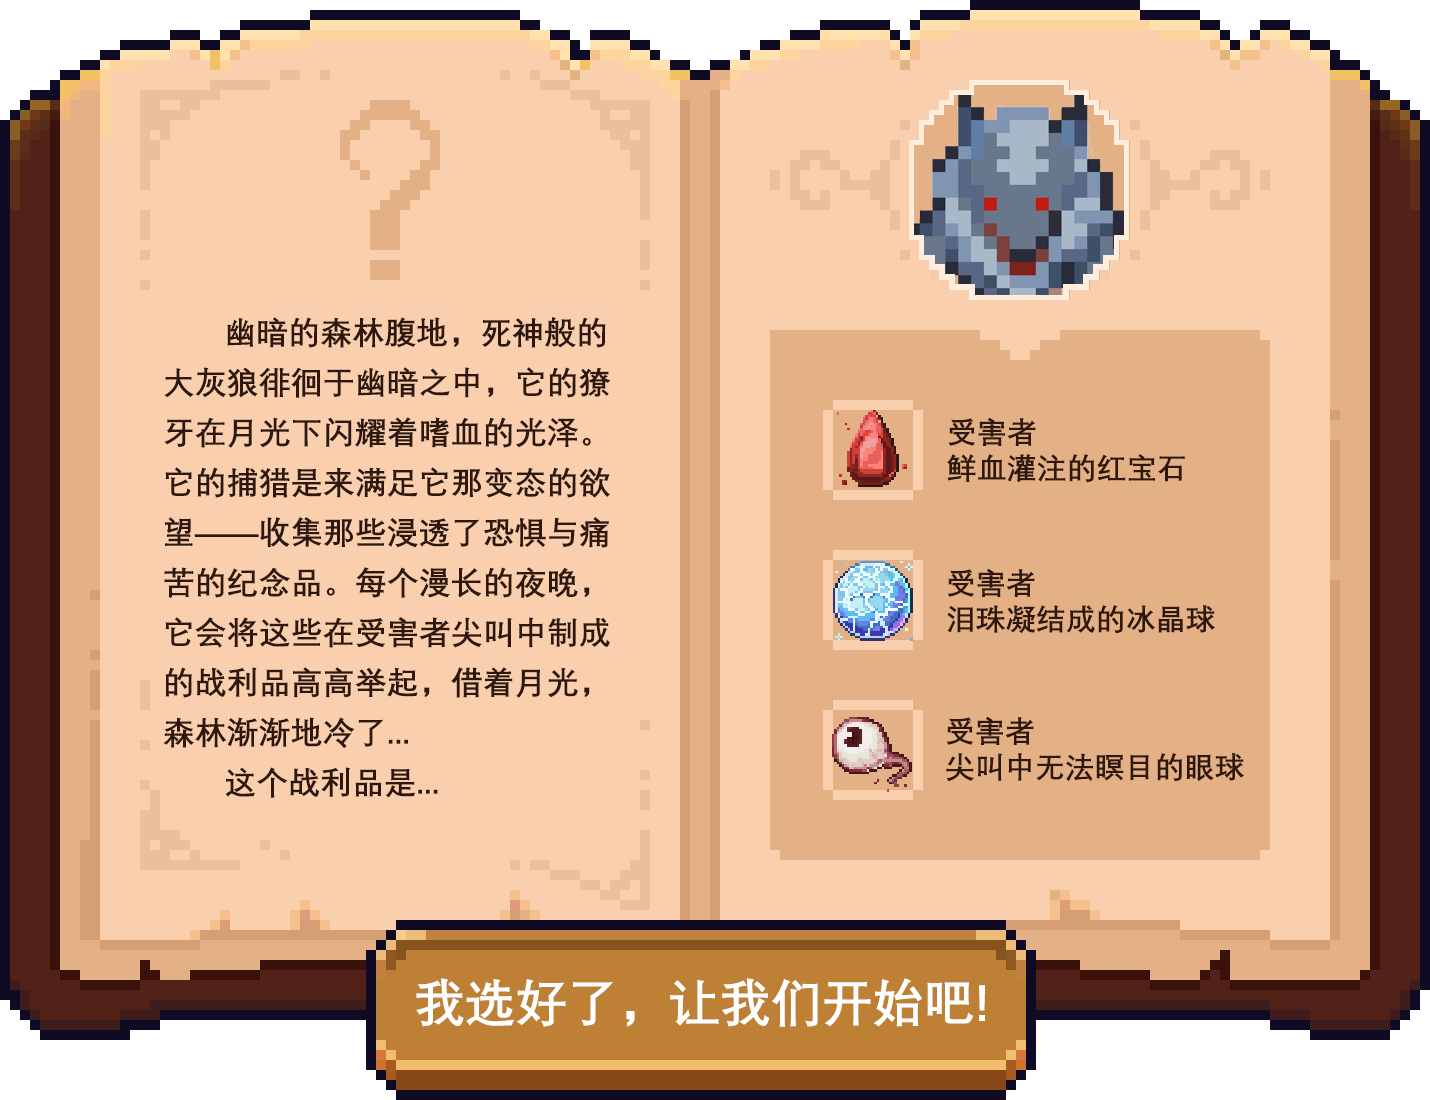 幽暗的森林腹地，死神般的
大灰狼徘徊于幽暗之中，它的獠
牙在月光下闪耀着嗜血的光泽。
它的捕猎是来满足它那变态的欲
望——收集那些浸透了恐惧与痛
苦的纪念品。每个漫长的夜晚，
它会将这些在受害者尖叫中制成
的战利品高高举起，借着月光，
森林渐渐地冷了...
这个战利品是...
受害者
鲜血灌注的红宝石
受害者
泪珠凝结成的冰晶球
受害者
尖叫中无法瞑目的眼球
我选好了，让我们开始吧!